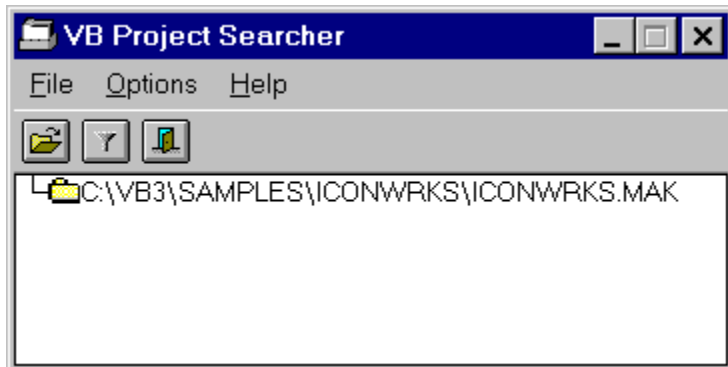 VB Project Searcher
File Options Help
C:\VB3\SAMPLES\ICONWRKS\ICONWRKS.MAK